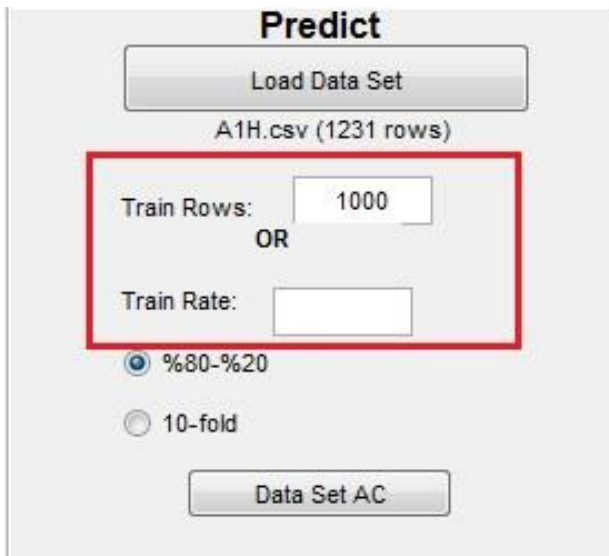 Predict
Load Data Set
A1H.csv (1231 rows)
Train Rows: 1000
OR
Train Rate:
%80-%20
10-fold
Data Set AC